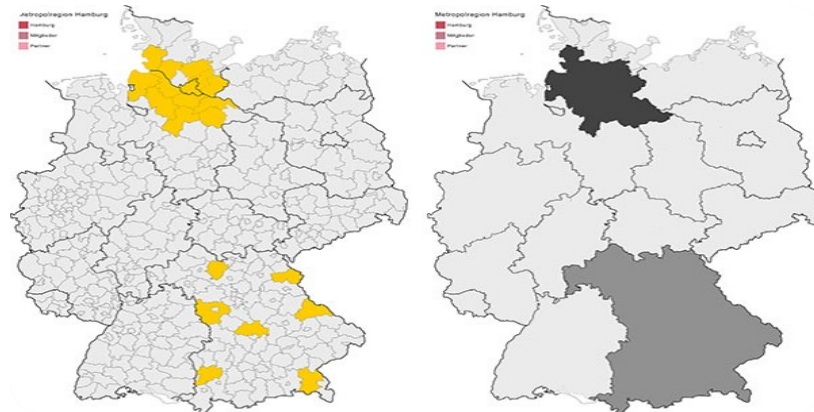 Metropolregion Hamburg
Hamburg
Mitglieder
Partner
Metropolregion Hamburg
Hamburg
Mitglieder
Partner